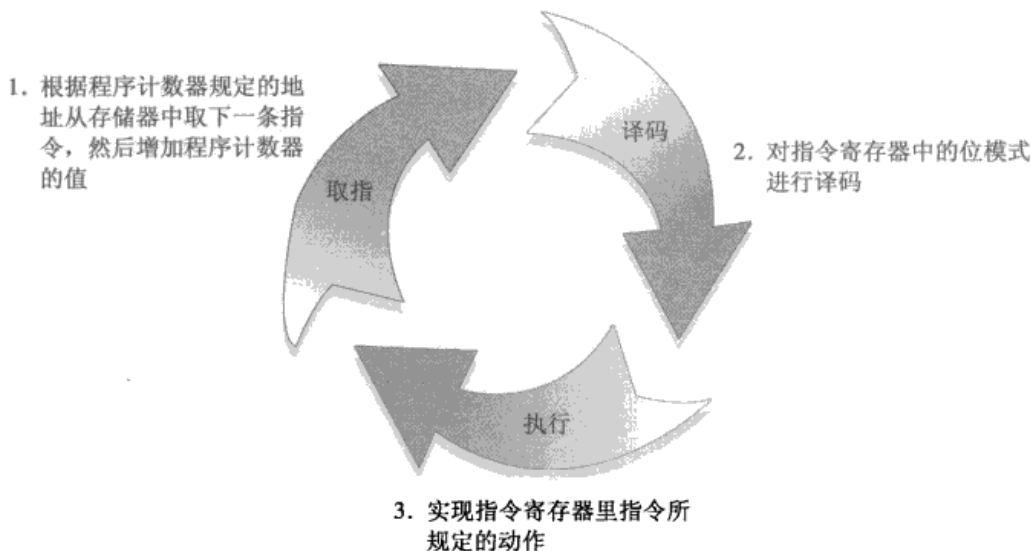 1. 根据程序计数器规定的地
址从存储器中取下一条指
令，然后增加程序计数器
的值
取指
译码
2. 对指令寄存器中的位模式
进行译码
执行
3. 实现指令寄存器里指令所
规定的动作